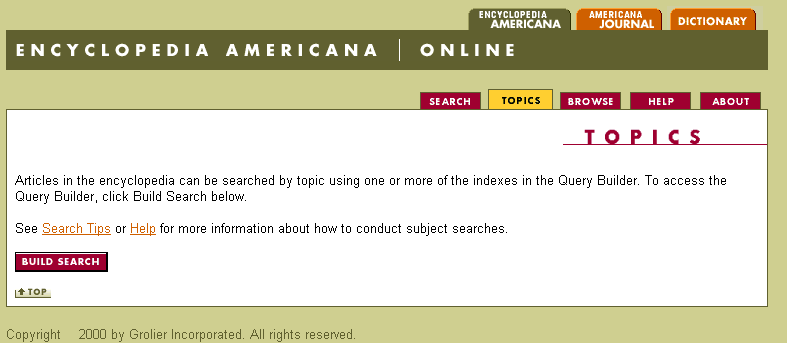 ENCYCLOPEDIA AMERICANA
AMERICANA JOURNAL
DICTIONARY
ENCYCLOPEDIA AMERICANA | ONLINE
SEARCH TOPICS BROWSE HELP ABOUT
TOPICS
Articles in the encyclopedia can be searched by topic using one or more of the indexes in the Query Builder. To access the
Query Builder, click Build Search below.
See Search Tips or Help for more information about how to conduct subject searches.
BUILD SEARCH
TOP
Copyright 2000 by Grolier Incorporated. All rights reserved.